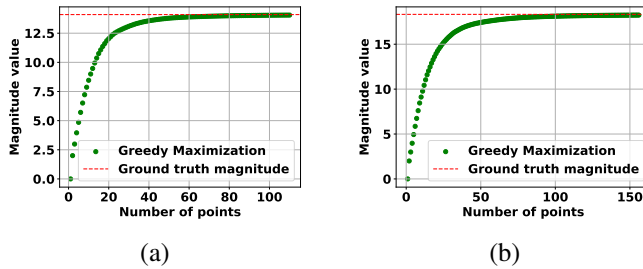 Magnitude value
12.5
10.0
7.5
5.0
2.5
0.0
Greedy Maximization
Ground truth magnitude
0 20 40 60 80 100
Number of points
(a)
Magnitude value
15
10
5
0
Greedy Maximization
Ground truth magnitude
0 50 100 150
Number of points
(b)